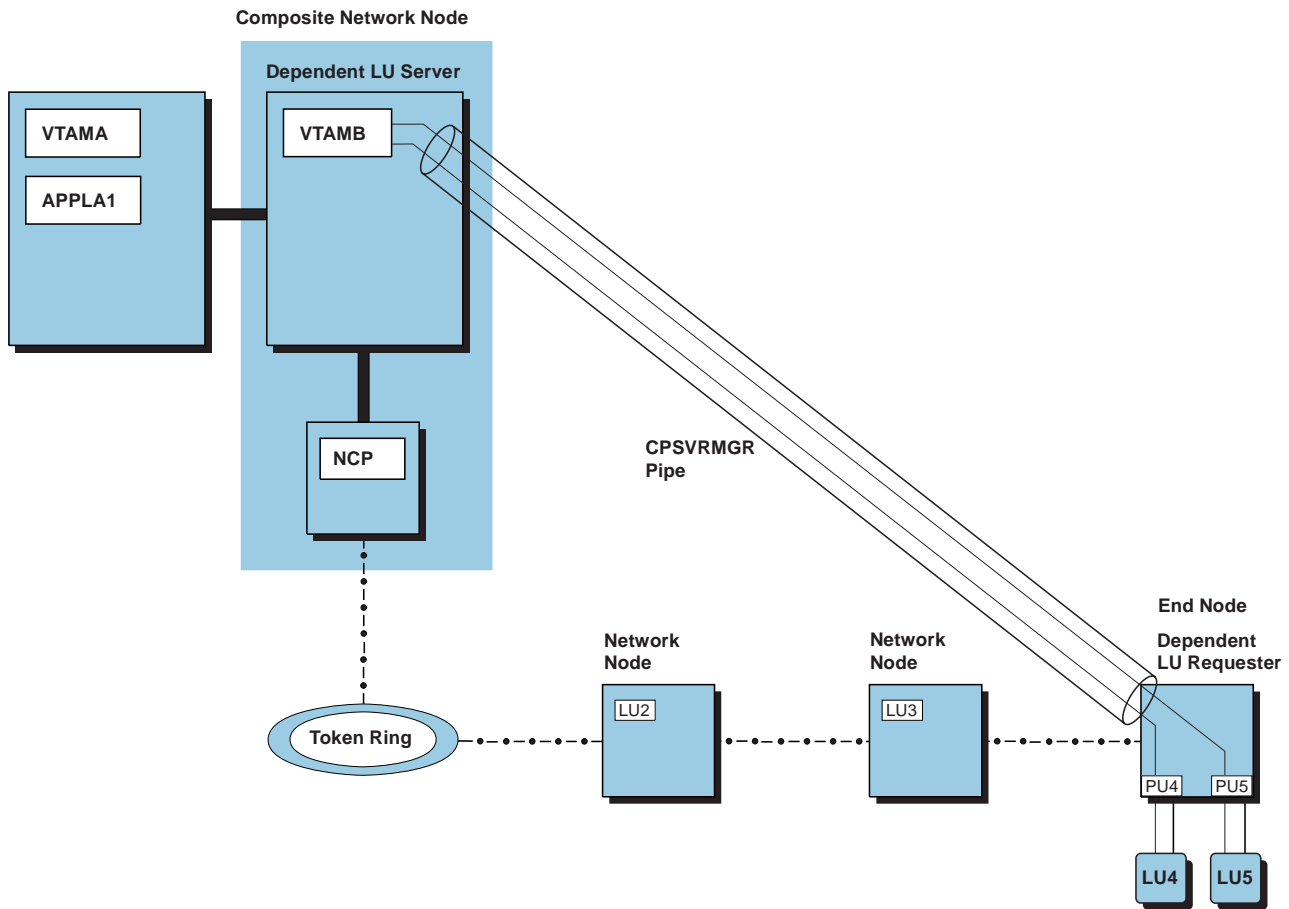 Composite Network Node
Dependent LU Server
VTAMA
VTAMB
APPLA1
NCP
CPSVRMGR
Pipe
End Node
Network
Node
Network
Node
Dependent
LU Requester
LU2
LU3
Token Ring
PU4
PU5
LU4
LU5